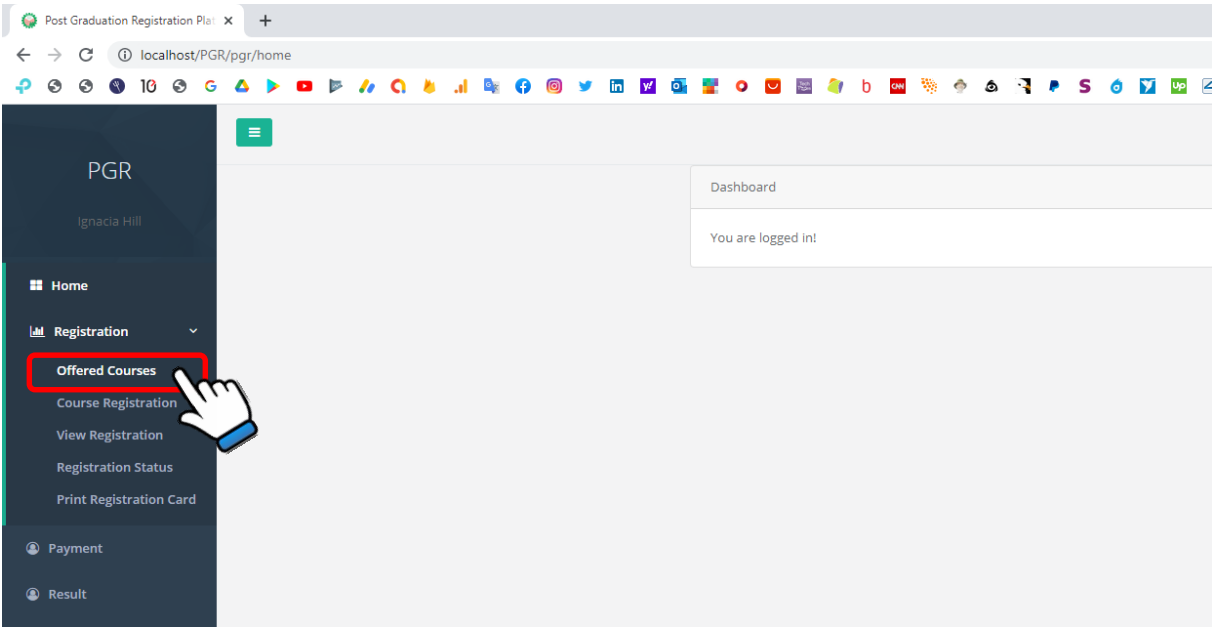 Post Graduation Registration Plat
localhost/PGR/pgr/home
PGR
Ignacia Hill
Dashboard
You are logged in!
Home
Registration
Offered Courses
Course Registration
View Registration
Registration Status
Print Registration Card
Payment
Result